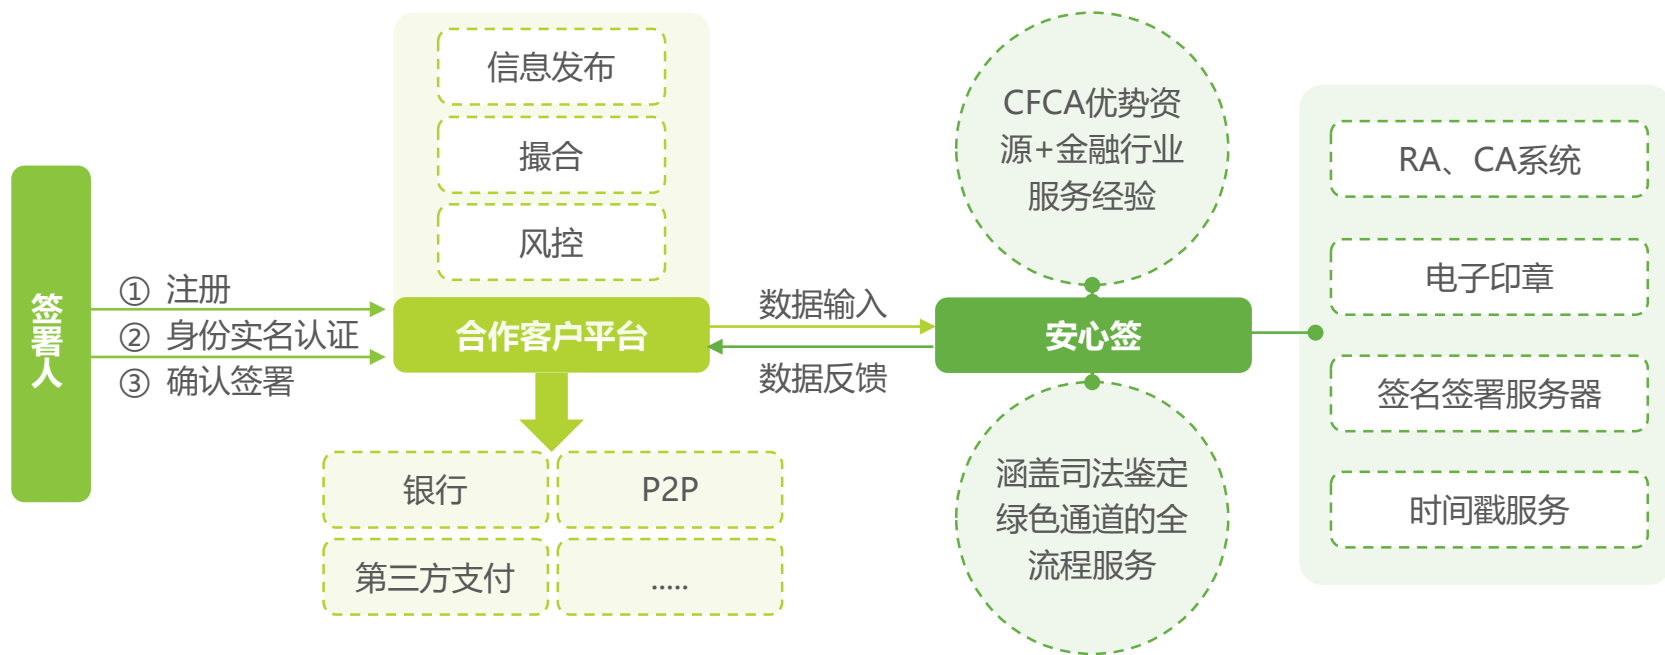 签署人
① 注册
② 身份实名认证
③ 确认签署
信息发布
撮合
风控
合作客户平台
银行
P2P
第三方支付
.....
数据输入
数据反馈
CFCA优势资
源+金融行业
服务经验
安心签
涵盖司法鉴定
绿色通道的全
流程服务
RA、CA系统
电子印章
签名签署服务器
时间戳服务